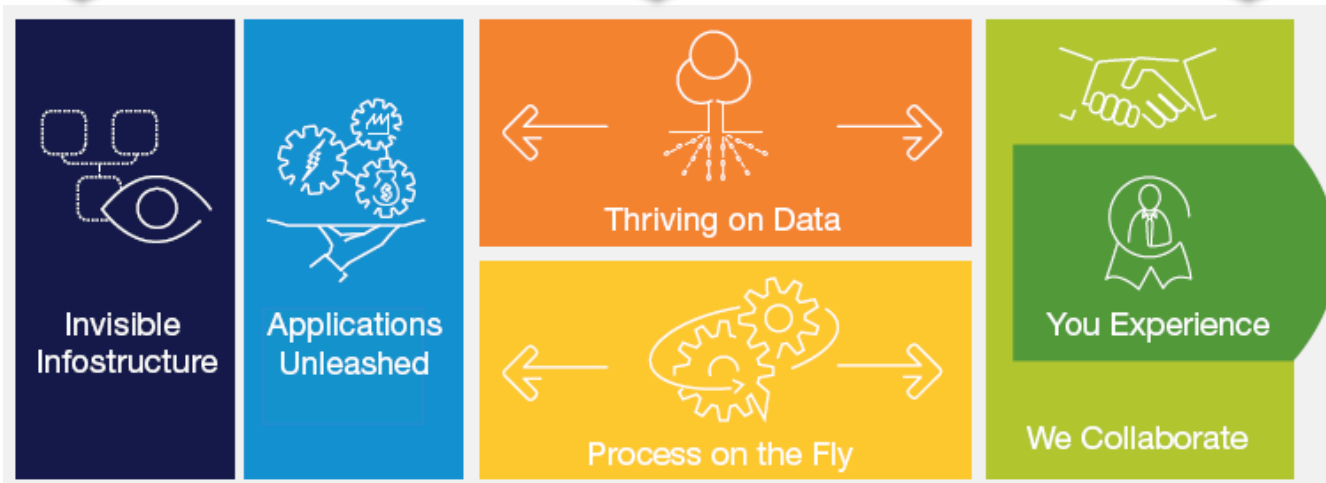 Invisible
Infostructure
Applications
Unleashed
Thriving on Data
Process on the Fly
$
You Experience
We Collaborate